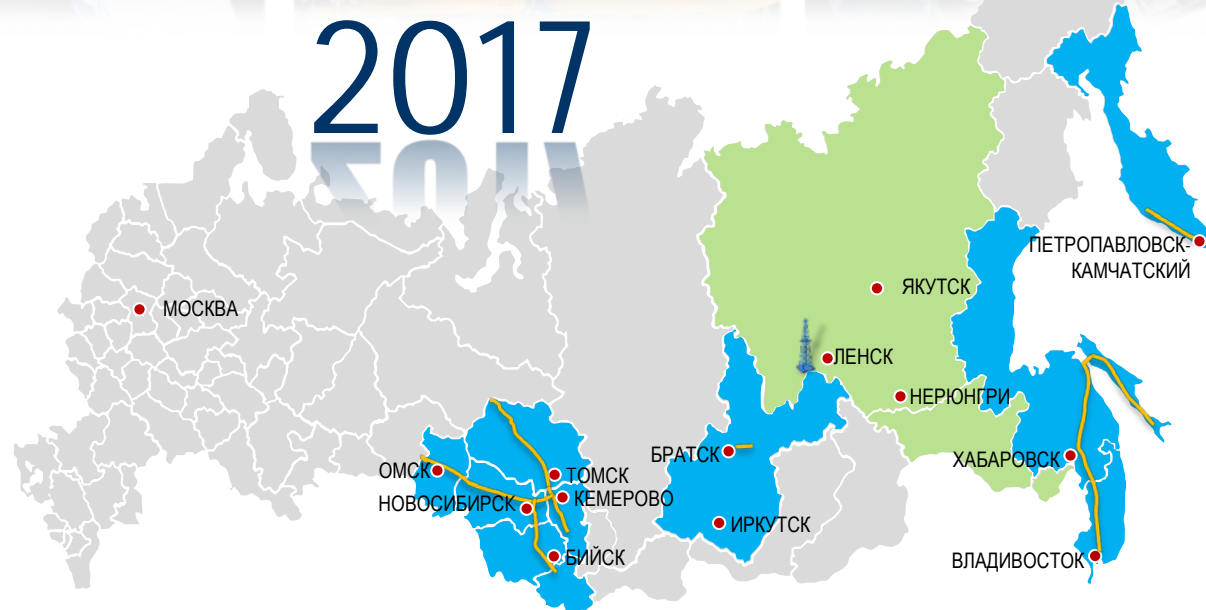 2017
ПЕТРОПАВЛОВСК-
КАМЧАТСКИЙ
ЯКУТСК
МОСКВА
ЛЕНСК
НЕРЮНГРИ
БРАТСК
ХАБАРОВСК
ОМСК
ТОМСК
КЕМЕРОВО
НОВОСИБИРСК
ИРКУТСК
БИЙСК
ВЛАДИВОСТОК